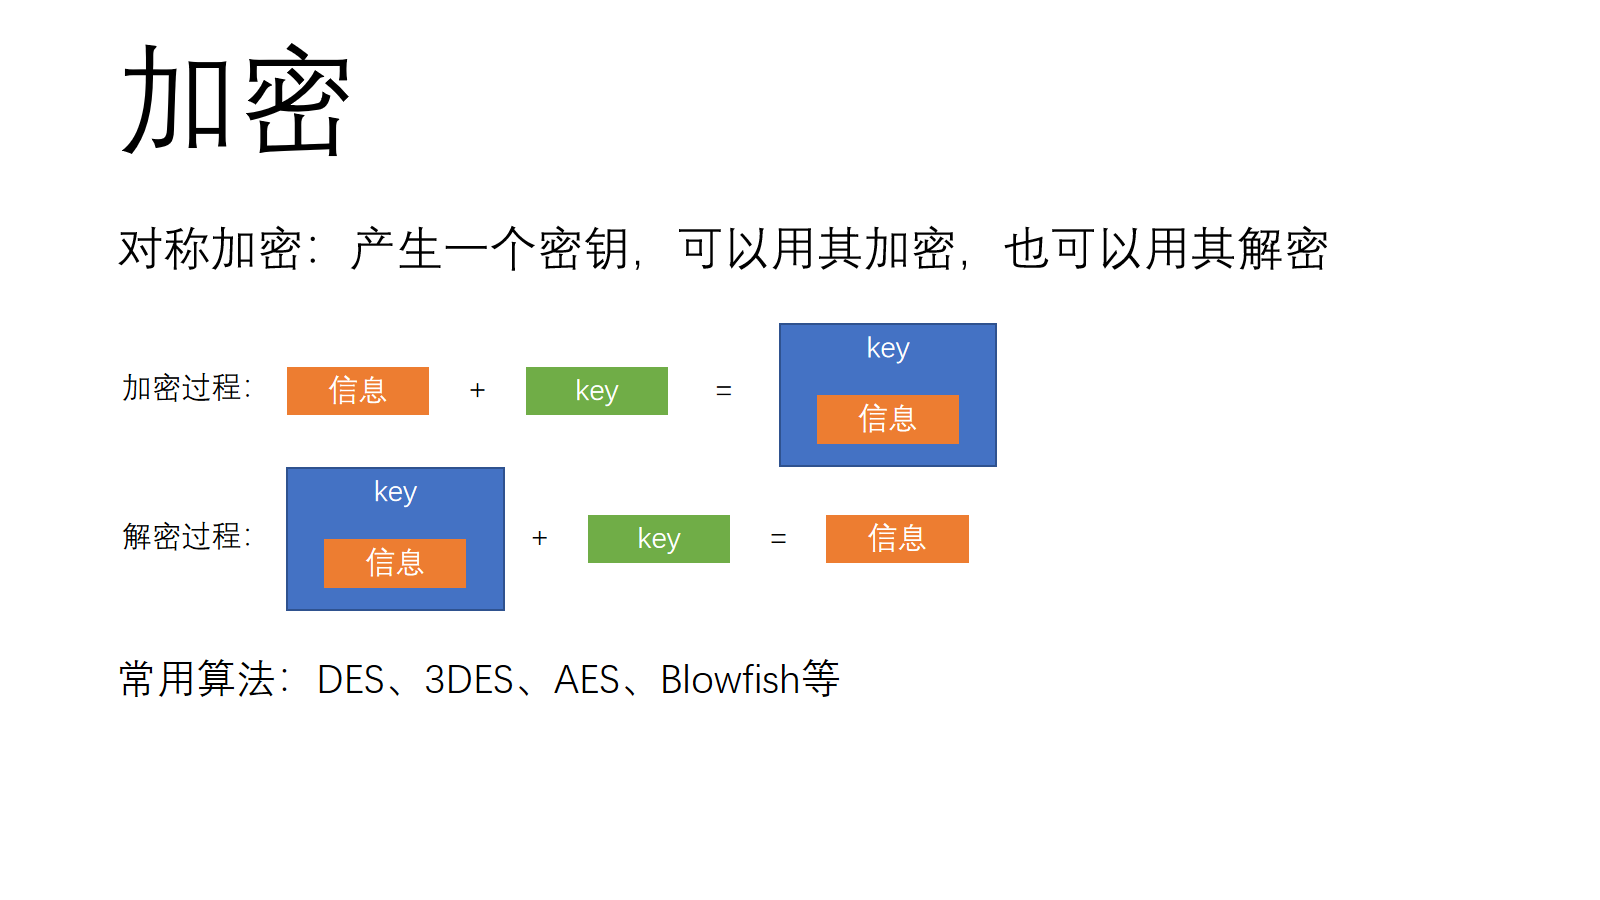 加密
对称加密：产生一个密钥，可以用其加密，也可以用其解密
加密过程： 信息 + key = key 信息
解密过程： key 信息 + key = 信息
常用算法：DES、3DES、AES、Blowfish等